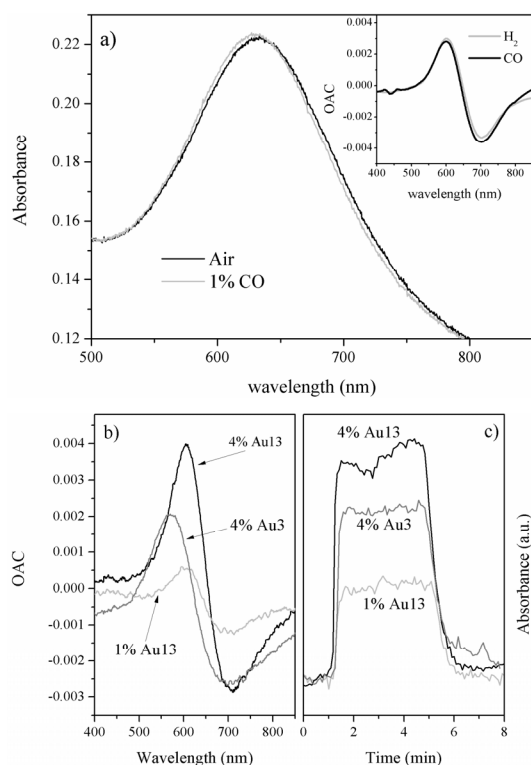 a)
0.22
0.20
0.18
0.16
0.14
0.12
Absorbance
500
600
700
800
wavelength (nm)
Air
1% CO
0.004
0.002
0.000
-0.002
-0.004
OAC
400
500
600
700
800
wavelength (nm)
H2
CO
b)
0.004
0.003
0.002
0.001
0.000
-0.001
-0.002
-0.003
OAC
4% Au13
4% Au3
1% Au13
400
500
600
700
800
Wavelength (nm)
c)
4% Au13
4% Au3
1% Au13
0
2
4
6
8
Time (min)
Absorbance (a.u.)